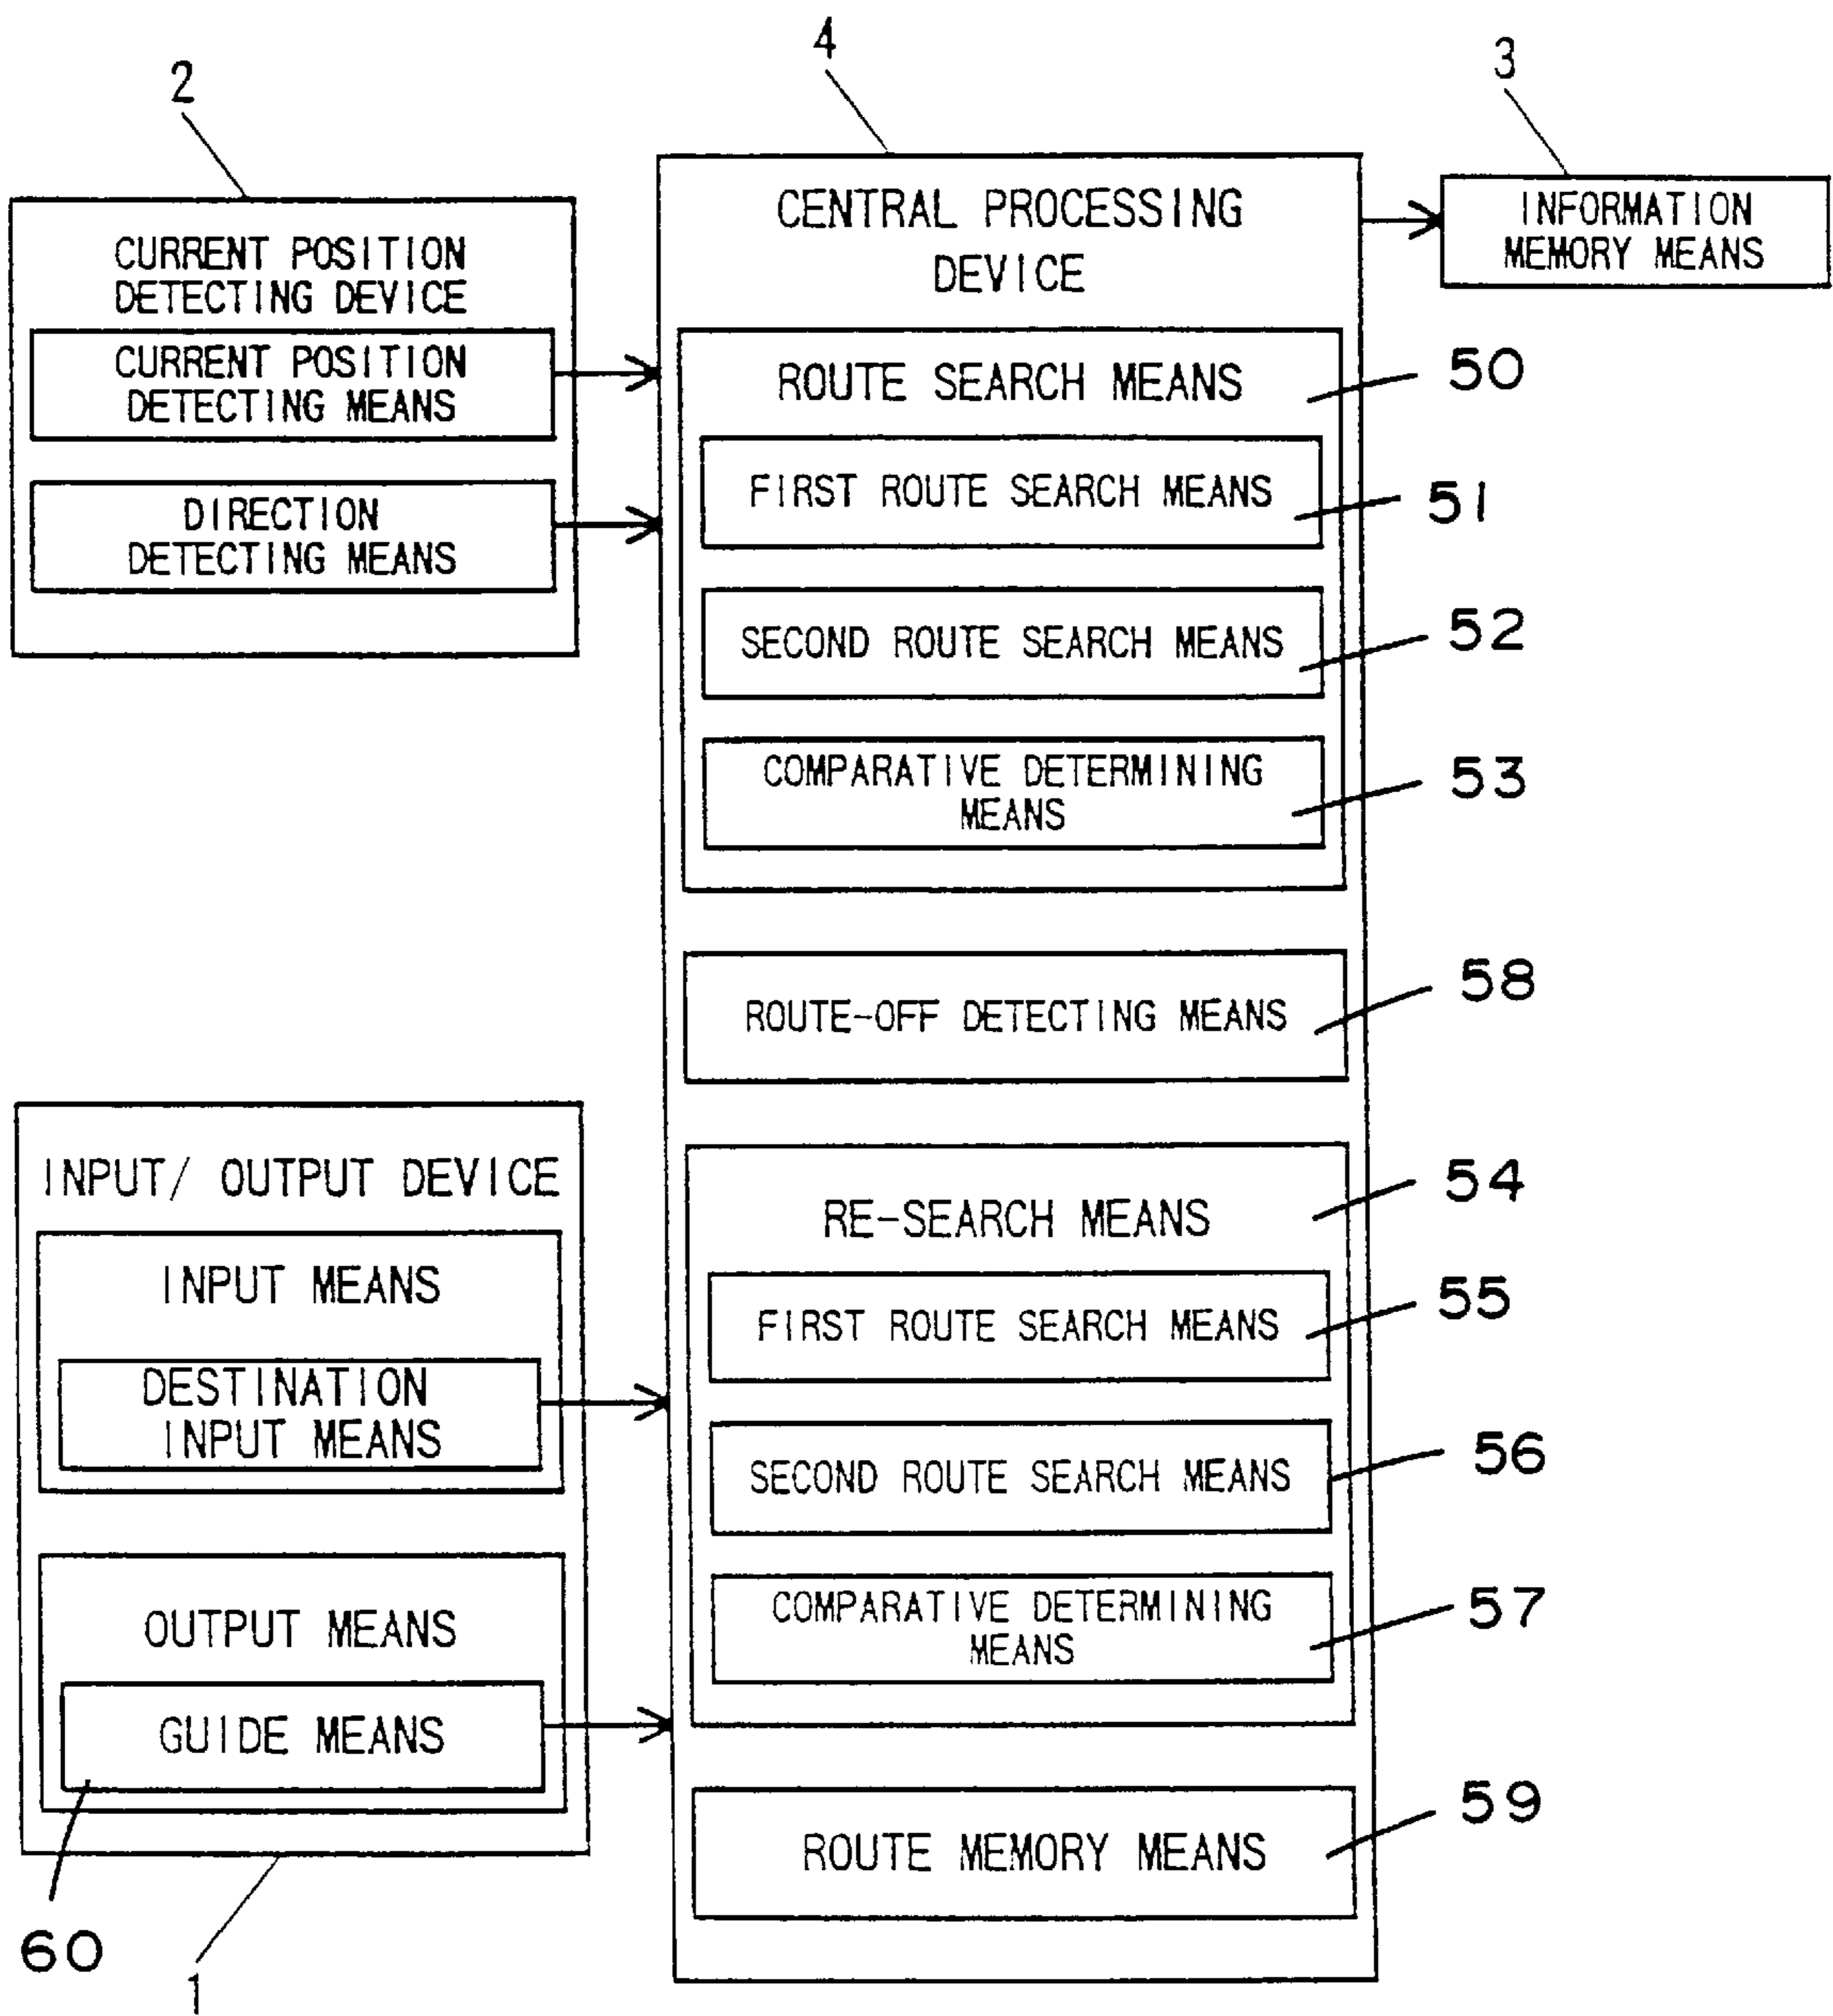 2
CURRENT POSITION
DETECTING DEVICE
CURRENT POSITION
DETECTING MEANS
DIRECTION
DETECTING MEANS
4
CENTRAL PROCESSING
DEVICE
ROUTE SEARCH MEANS
50
FIRST ROUTE SEARCH MEANS
51
SECOND ROUTE SEARCH MEANS
52
COMPARATIVE DETERMINING
MEANS
53
ROUTE-OFF DETECTING MEANS
58
RE-SEARCH MEANS
54
FIRST ROUTE SEARCH MEANS
55
SECOND ROUTE SEARCH MEANS
56
COMPARATIVE DETERMINING
MEANS
57
ROUTE MEMORY MEANS
59
3
INFORMATION
MEMORY MEANS
INPUT/ OUTPUT DEVICE
INPUT MEANS
DESTINATION
INPUT MEANS
OUTPUT MEANS
GUIDE MEANS
60
1